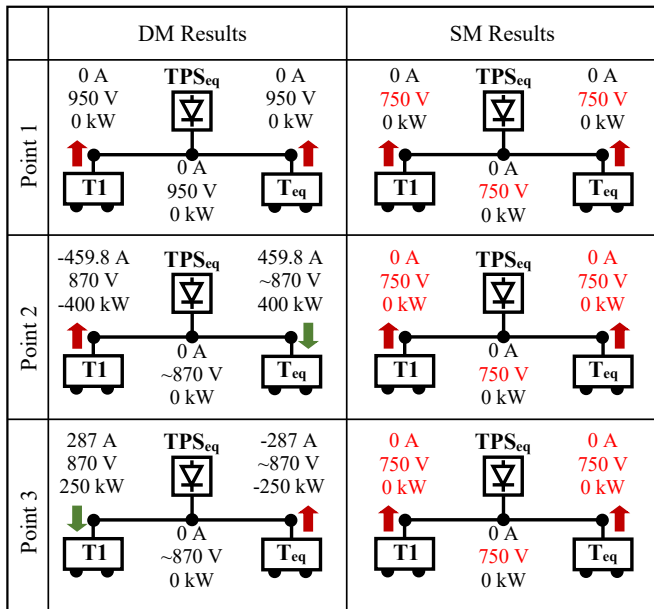 DM Results
SM Results
Point 1
0 A
950 V
0 kW
TPSeq
0 A
950 V
0 kW
T1
0 A
950 V
0 kW
Teq
0 A
750 V
0 kW
TPSeq
0 A
750 V
0 kW
T1
0 A
750 V
0 kW
Teq
Point 2
-459.8 A
870 V
-400 kW
TPSeq
459.8 A
~870 V
400 kW
T1
0 A
~870 V
0 kW
Teq
0 A
750 V
0 kW
TPSeq
0 A
750 V
0 kW
T1
0 A
750 V
0 kW
Teq
Point 3
287 A
870 V
250 kW
TPSeq
-287 A
~870 V
-250 kW
T1
0 A
~870 V
0 kW
Teq
0 A
750 V
0 kW
TPSeq
0 A
750 V
0 kW
T1
0 A
750 V
0 kW
Teq